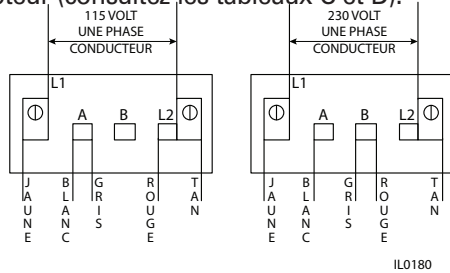 oteur (consultez les tableaux C et D).
115 VOLT
UNE PHASE
CONDUCTEUR
L1
A
B
L2
JAUNE
BLANC
GRIS
ROUGE
TAN
230 VOLT
UNE PHASE
CONDUCTEUR
L1
A
B
L2
JAUNE
BLANC
GRIS
ROUGE
TAN
IL0180